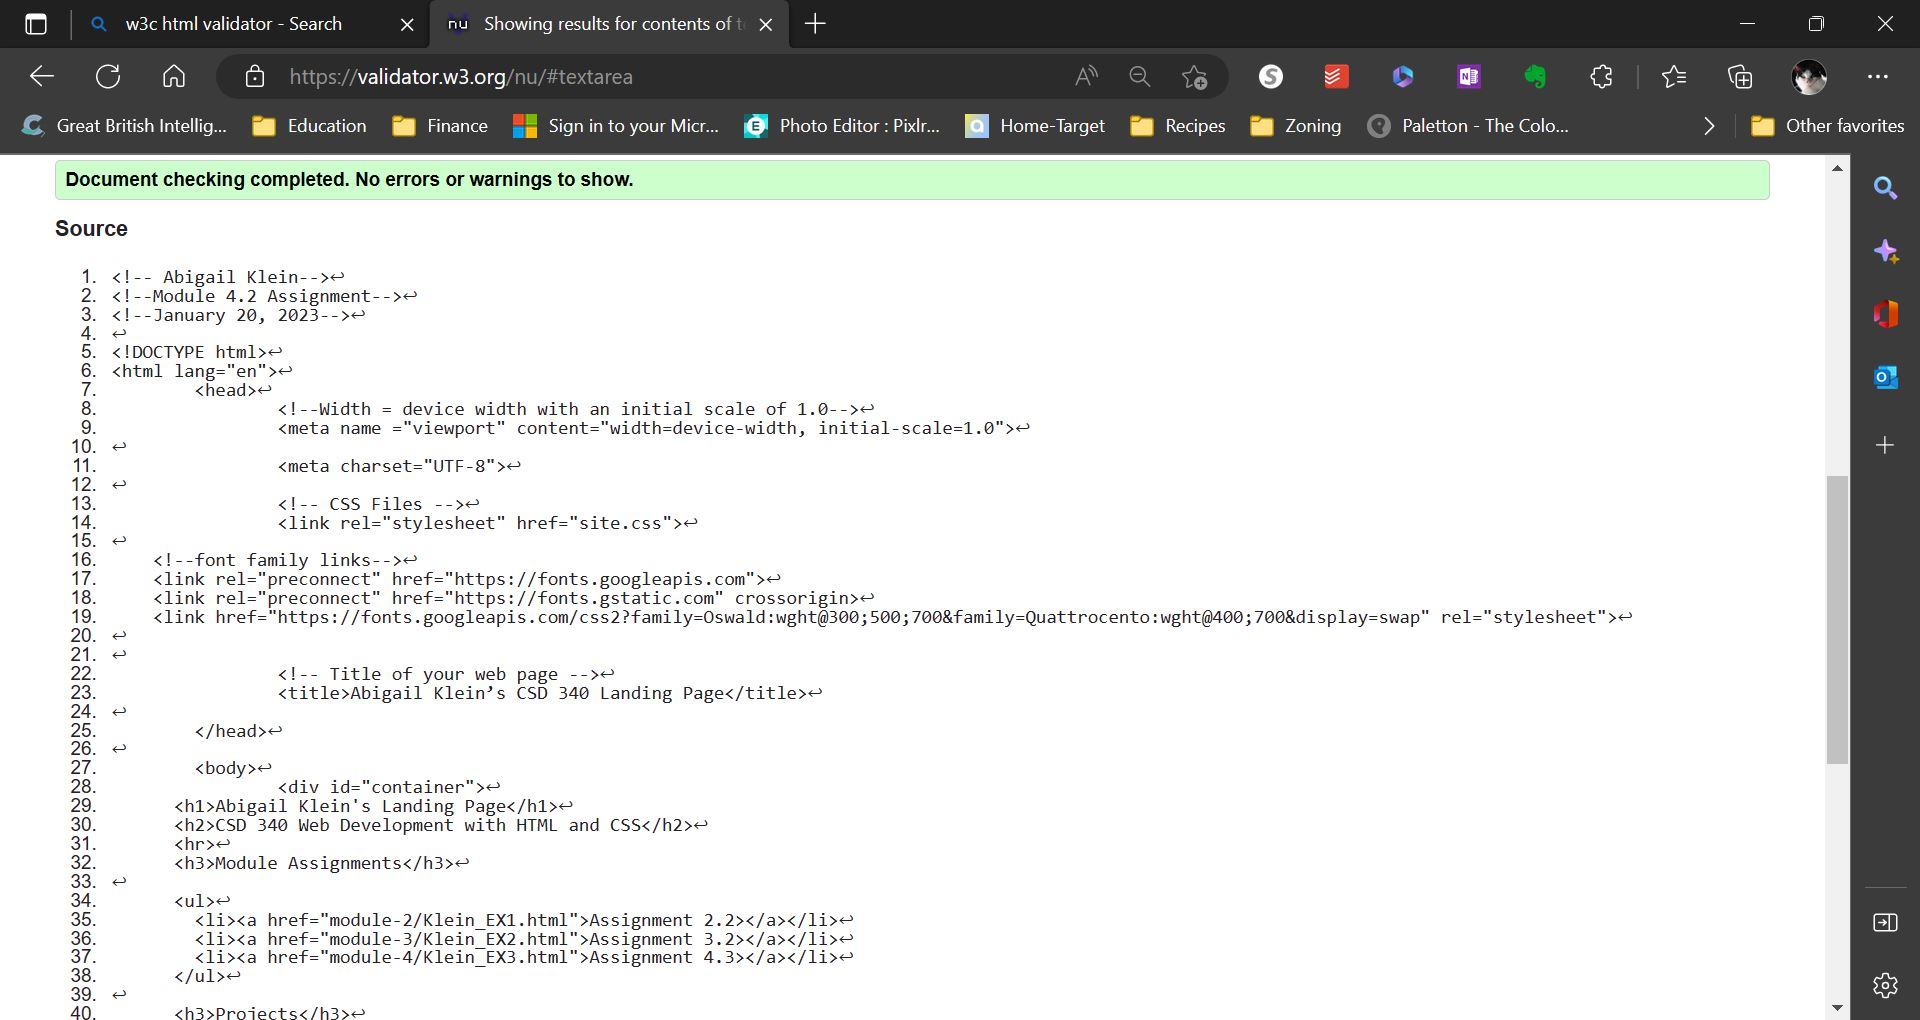 w3c html validator - Search
nu Showing results for contents of te
https://validator.w3.org/nu/#textarea
Great British Intellig... Education Finance Sign in to your Micr... Photo Editor : Pixlr... Home-Target Recipes Zoning Paletton - The Colo... Other favorites
Document checking completed. No errors or warnings to show.
Source
1. <!-- Abigail Klein-->↩
2. <!--Module 4.2 Assignment-->↩
3. <!--January 20, 2023-->↩
4. ↩
5. <!DOCTYPE html>↩
6. <html lang="en">↩
7. <head>↩
8. <!--Width = device width with an initial scale of 1.0-->↩
9. <meta name ="viewport" content="width=device-width, initial-scale=1.0">↩
10. ↩
11. <meta charset="UTF-8">↩
12. ↩
13. <!-- CSS Files -->↩
14. <link rel="stylesheet" href="site.css">↩
15. ↩
16. <!--font family links-->↩
17. <link rel="preconnect" href="https://fonts.googleapis.com">↩
18. <link rel="preconnect" href="https://fonts.gstatic.com" crossorigin>↩
19. <link href="https://fonts.googleapis.com/css2?family=Oswald:wght@300;500;700&family=Quattrocento:wght@400;700&display=swap" rel="stylesheet">↩
20. ↩
21. ↩
22. <!-- Title of your web page -->↩
23. <title>Abigail Klein’s CSD 340 Landing Page</title>↩
24. ↩
25. </head>↩
26. ↩
27. <body>↩
28. <div id="container">↩
29. <h1>Abigail Klein's Landing Page</h1>↩
30. <h2>CSD 340 Web Development with HTML and CSS</h2>↩
31. <hr>↩
32. <h3>Module Assignments</h3>↩
33. ↩
34. <ul>↩
35. <li><a href="module-2/Klein_EX1.html">Assignment 2.2></a></li>↩
36. <li><a href="module-3/Klein_EX2.html">Assignment 3.2></a></li>↩
37. <li><a href="module-4/Klein_EX3.html">Assignment 4.3></a></li>↩
38. </ul>↩
39. ↩
40. <h3>Projects</h3>↩